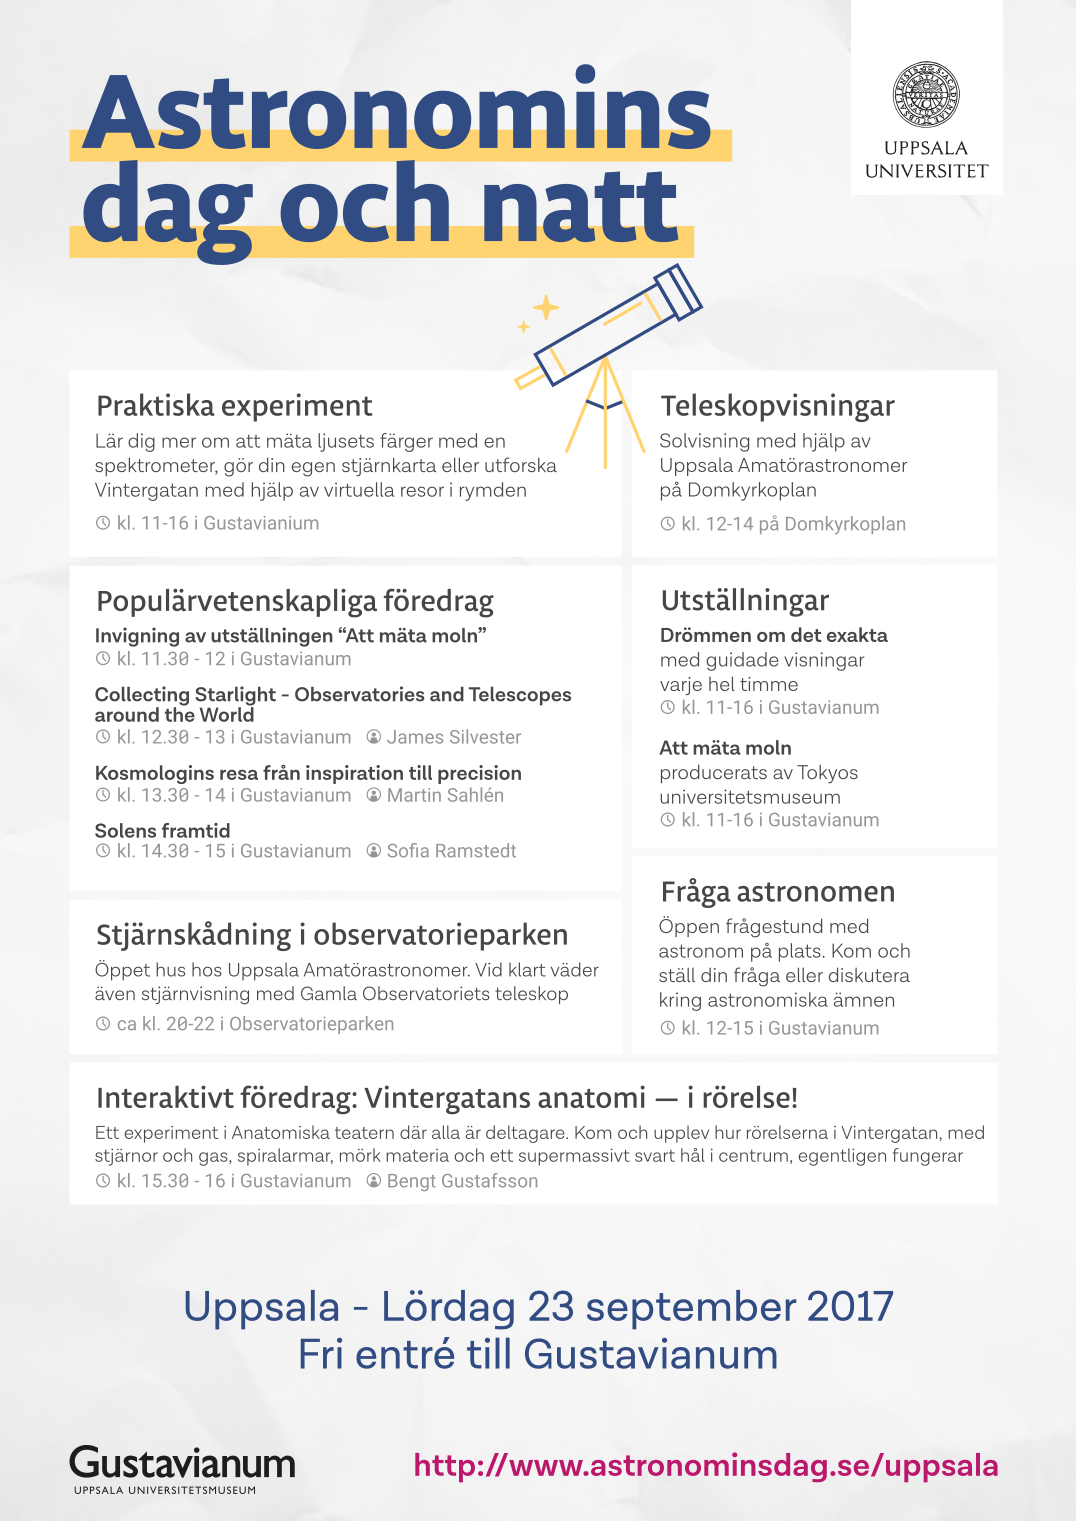 Astronomins
dag och natt
UPPSALA
UNIVERSITET
Praktiska experiment
Lär dig mer om att mäta ljusets färger med en
spektrometer, gör din egen stjärnkarta eller utforska
Vintergatan med hjälp av virtuella resor i rymden
kl. 11-16 i Gustavianium
Teleskopvisningar
Solvisning med hjälp av
Uppsala Amatörastronomer
på Domkyrkoplan
kl. 12-14 på Domkyrkoplan
Populärvetenskapliga föredrag
Invigning av utställningen “Att mäta moln”
kl. 11.30 - 12 i Gustavianum
Collecting Starlight - Observatories and Telescopes
around the World
kl. 12.30 - 13 i Gustavianum James Silvester
Kosmologins resa från inspiration till precision
kl. 13.30 - 14 i Gustavianum Martin Sahlén
Solens framtid
kl. 14.30 - 15 i Gustavianum Sofia Ramstedt
Utställningar
Drömmen om det exakta
med guidade visningar
varje hel timme
kl. 11-16 i Gustavianum
Att mäta moln
producerats av Tokyos
universitetsmuseum
kl. 11-16 i Gustavianum
Stjärnskådning i observatorieparken
Öppet hus hos Uppsala Amatörastronomer. Vid klart väder
även stjärnvisning med Gamla Observatoriets teleskop
ca kl. 20-22 i Observatorieparken
Fråga astronomen
Öppen frågestund med
astronom på plats. Kom och
ställ din fråga eller diskutera
kring astronomiska ämnen
kl. 12-15 i Gustavianum
Interaktivt föredrag: Vintergatans anatomi — i rörelse!
Ett experiment i Anatomiska teatern där alla är deltagare. Kom och upplev hur rörelserna i Vintergatan, med
stjärnor och gas, spiralarmar, mörk materia och ett supermassivt svart hål i centrum, egentligen fungerar
kl. 15.30 - 16 i Gustavianum Bengt Gustafsson
Uppsala - Lördag 23 september 2017
Fri entré till Gustavianum
Gustavianum
UPPSALA UNIVERSITETSMUSEUM
http://www.astronominsdag.se/uppsala